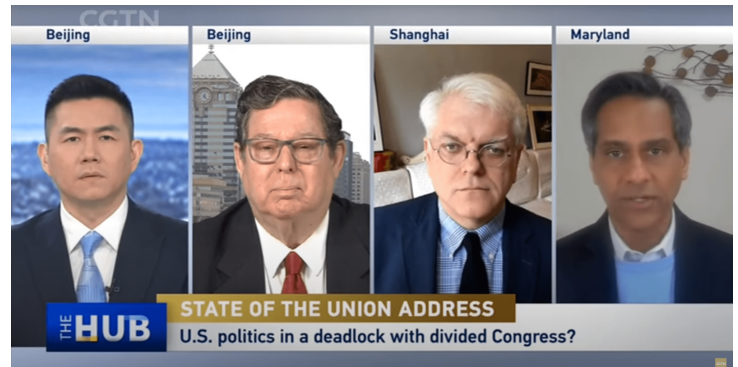 CGTN
Beijing
Beijing
Shanghai
Maryland
STATE OF THE UNION ADDRESS
THE HUB
U.S. politics in a deadlock with divided Congress?